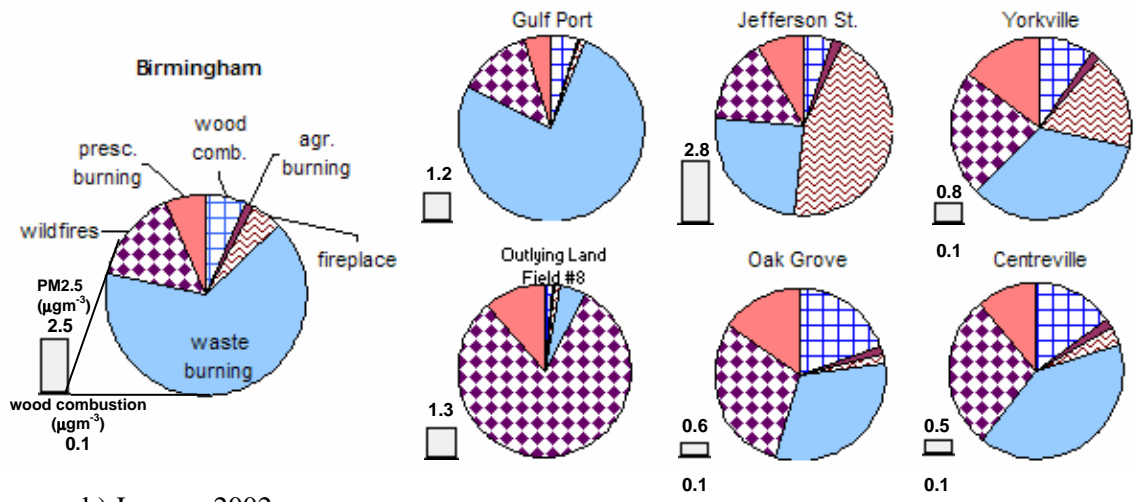 Birmingham
wood
comb.
agr.
burning
presc.
burning
wildfires
fireplace
PM2.5
(µgm-3)
2.5
waste
burning
wood combustion
(µgm-3)
0.1
Gulf Port
1.2
Jefferson St.
2.8
Yorkville
0.8
0.1
Outlying Land
Field #8
1.3
Oak Grove
0.6
0.1
Centreville
0.5
0.1